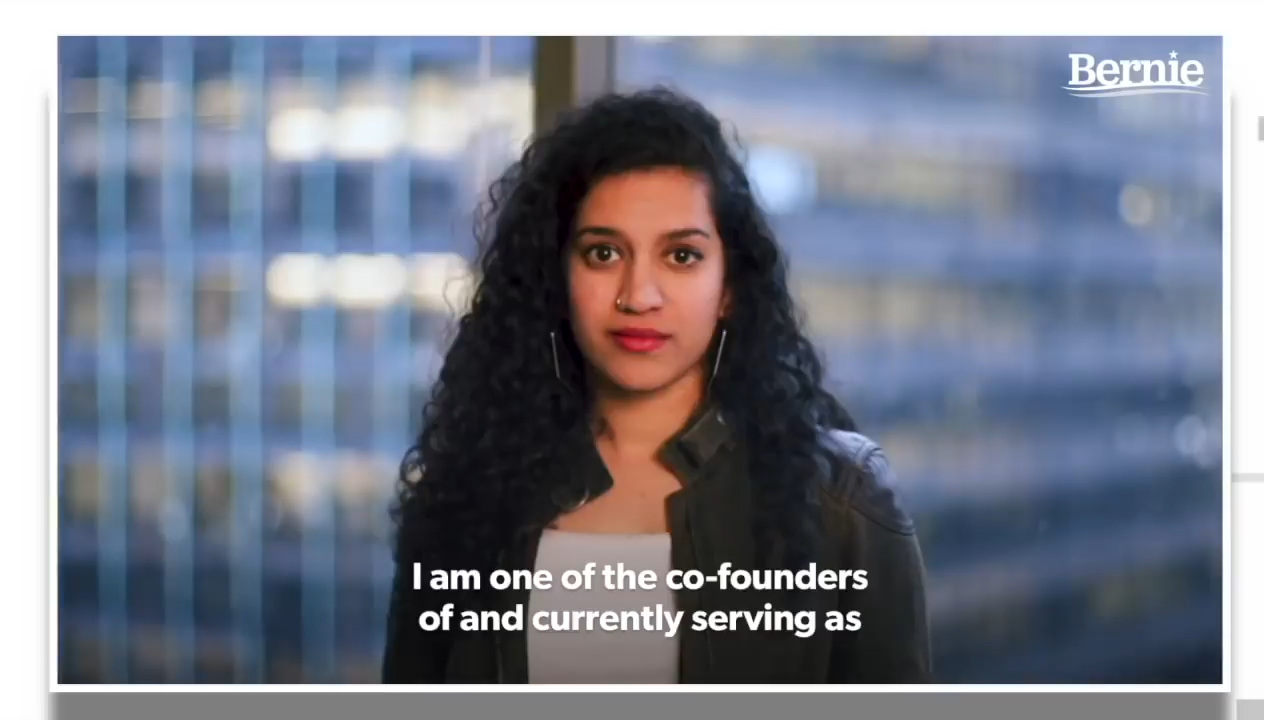 Bernie
I am one of the co-founders
of and currently serving as